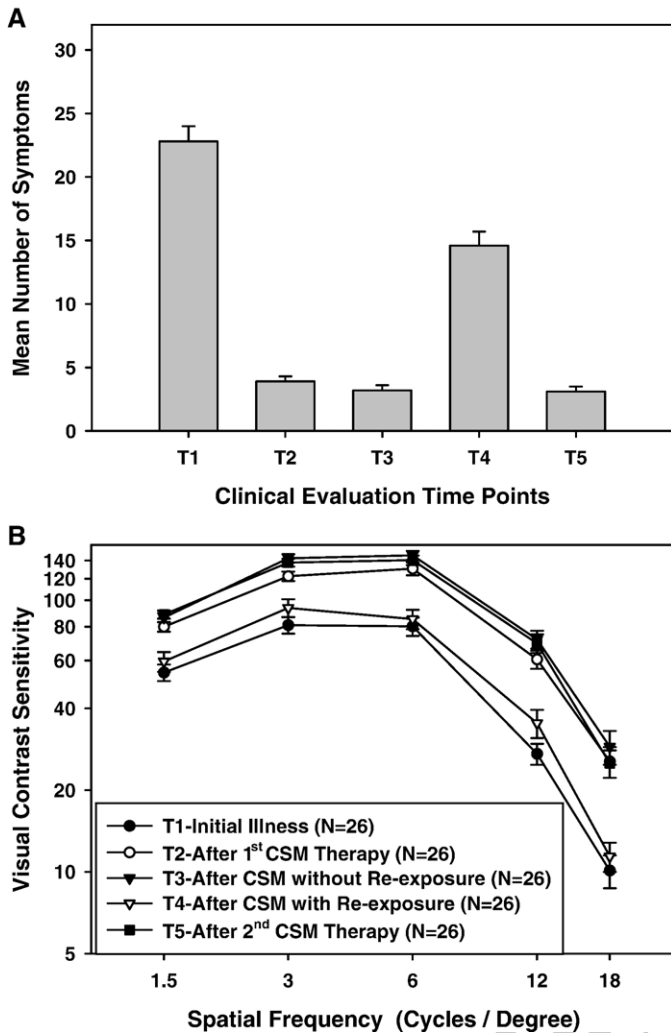 A
30
25
20
15
10
5
0
Mean Number of Symptoms
T1 T2 T3 T4 T5
Clinical Evaluation Time Points
B
140
120
100
80
60
40
20
10
5
Visual Contrast Sensitivity
T1-Initial Illness (N=26)
T2-After 1st CSM Therapy (N=26)
T3-After CSM without Re-exposure (N=26)
T4-After CSM with Re-exposure (N=26)
T5-After 2nd CSM Therapy (N=26)
1.5 3 6 12 18
Spatial Frequency (Cycles / Degree)